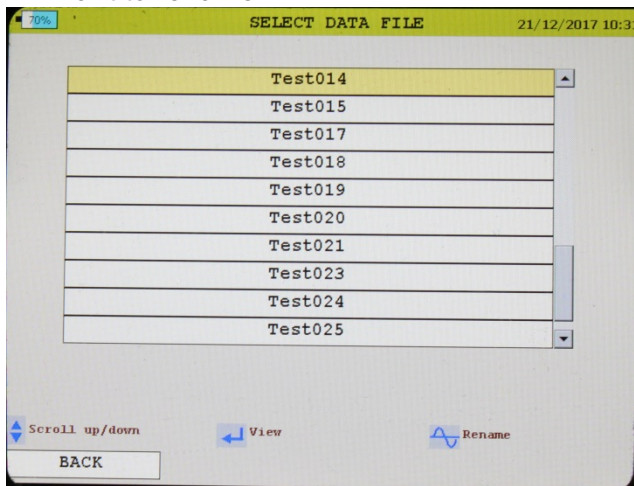 70% SELECT DATA FILE 21/12/2017 10:3
Test014
Test015
Test017
Test018
Test019
Test020
Test021
Test023
Test024
Test025
Scroll up/down View Rename
BACK